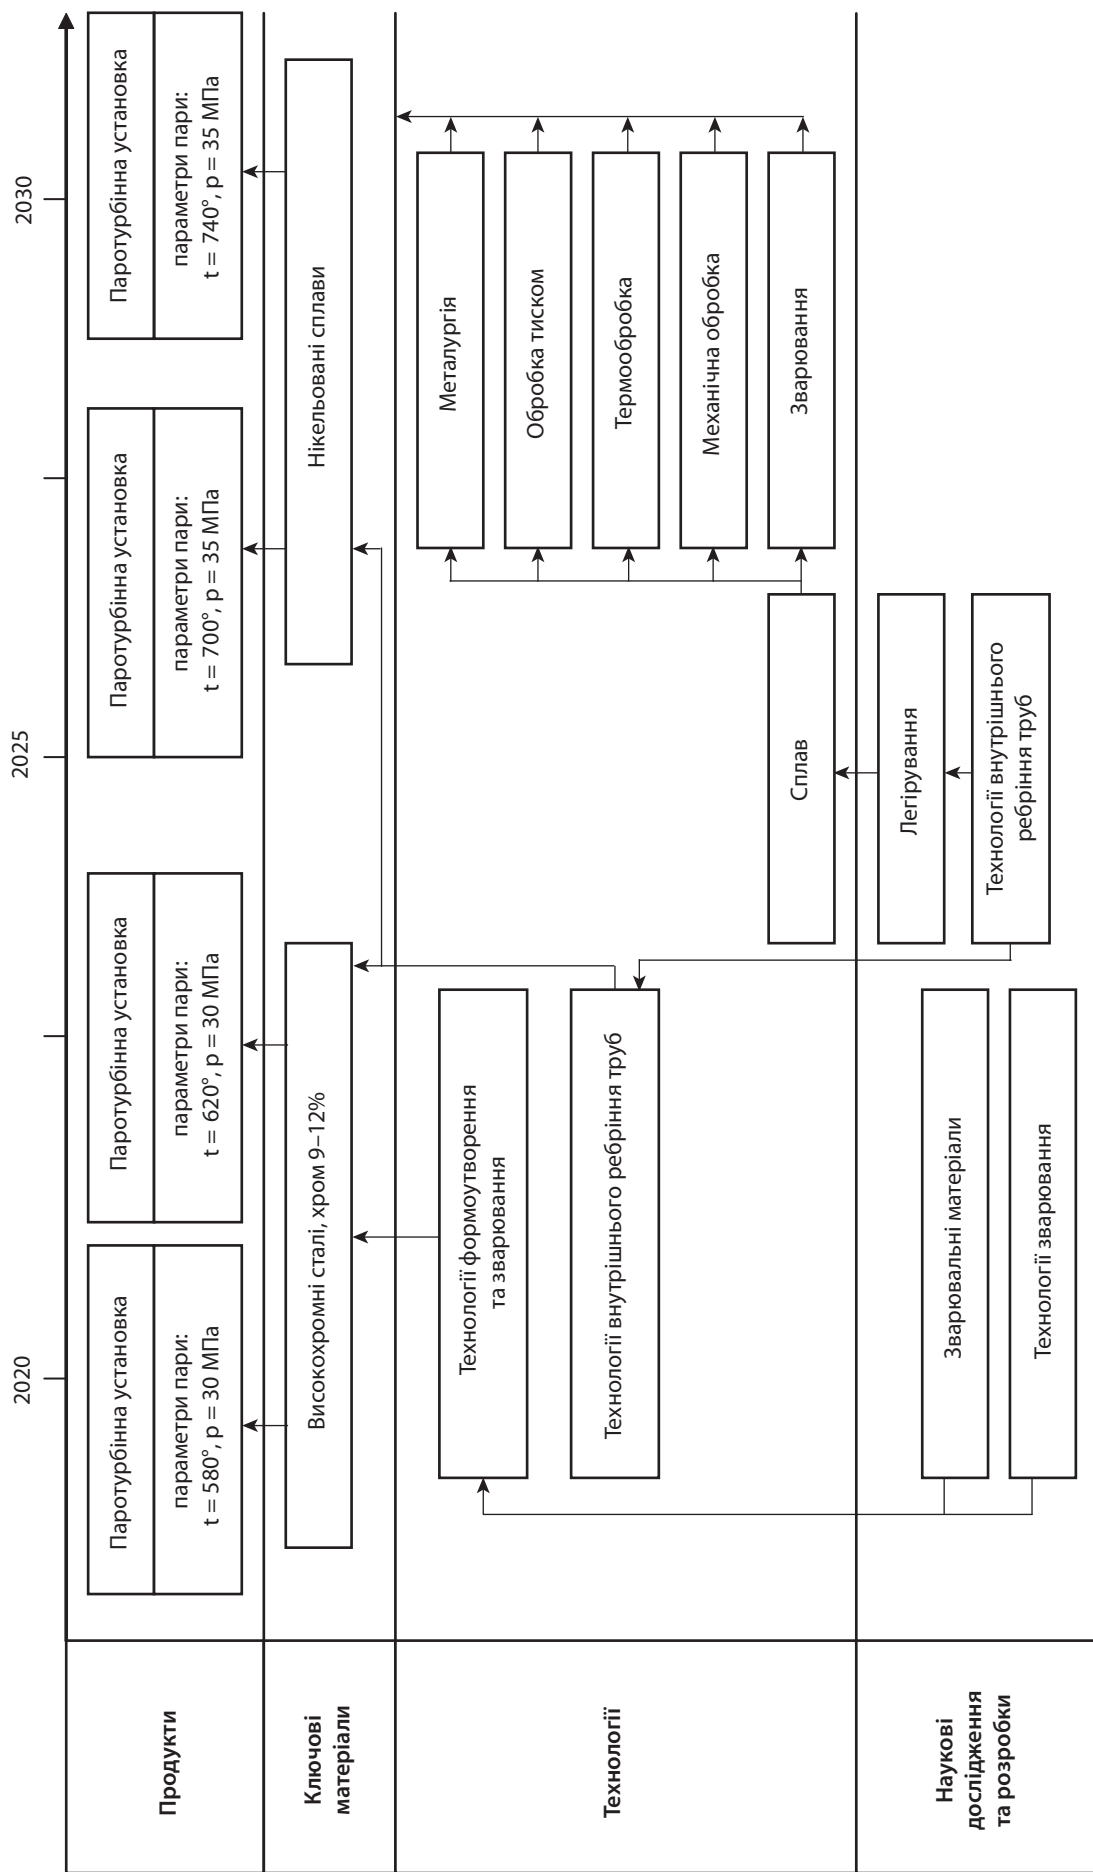 2020
2025
2030
Продукти
Паротурбінна установка
параметри пари:
t = 580°, p = 30 МПа
Паротурбінна установка
параметри пари:
t = 620°, p = 30 МПа
Паротурбінна установка
параметри пари:
t = 700°, p = 35 МПа
Паротурбінна установка
параметри пари:
t = 740°, p = 35 МПа
Ключові
матеріали
Високохромні сталі, хром 9–12%
Нікельовані сплави
Технології
Технології формоутворення
та зварювання
Технології внутрішнього ребріння труб
Сплав
Металургія
Обробка тиском
Термообробка
Механічна обробка
Зварювання
Наукові
дослідження
та розробки
Зварювальні матеріали
Технології зварювання
Легірування
Технології внутрішнього
ребріння труб